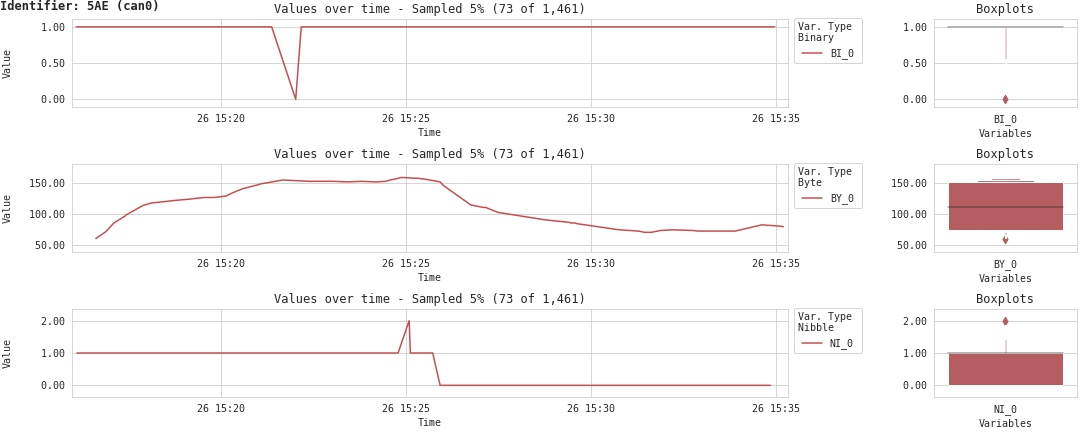 Identifier: 5AE (can0)
Values over time - Sampled 5% (73 of 1,461)
Boxplots
Value
1.00
0.50
0.00
26 15:20
26 15:25
26 15:30
26 15:35
Time
Var. Type
Binary
BI_0
1.00
0.50
0.00
BI_0
Variables
Values over time - Sampled 5% (73 of 1,461)
Boxplots
Value
150.00
100.00
50.00
26 15:20
26 15:25
26 15:30
26 15:35
Time
Var. Type
Byte
BY_0
150.00
100.00
50.00
BY_0
Variables
Values over time - Sampled 5% (73 of 1,461)
Boxplots
Value
2.00
1.00
0.00
26 15:20
26 15:25
26 15:30
26 15:35
Time
Var. Type
Nibble
NI_0
2.00
1.00
0.00
NI_0
Variables